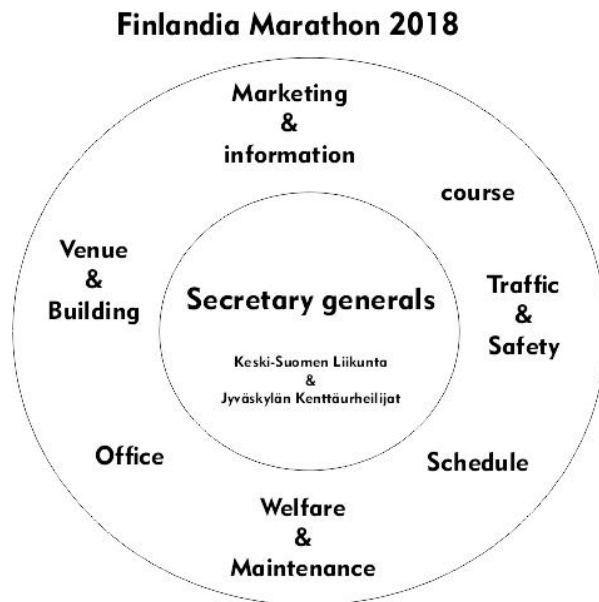 Finlandia Marathon 2018
Marketing
&
information
course
Venue
&
Building
Secretary generals
Keski-Suomen Liikunta
&
Jyväskylän Kenttäurheilijat
Traffic
&
Safety
Office
Schedule
Welfare
&
Maintenance